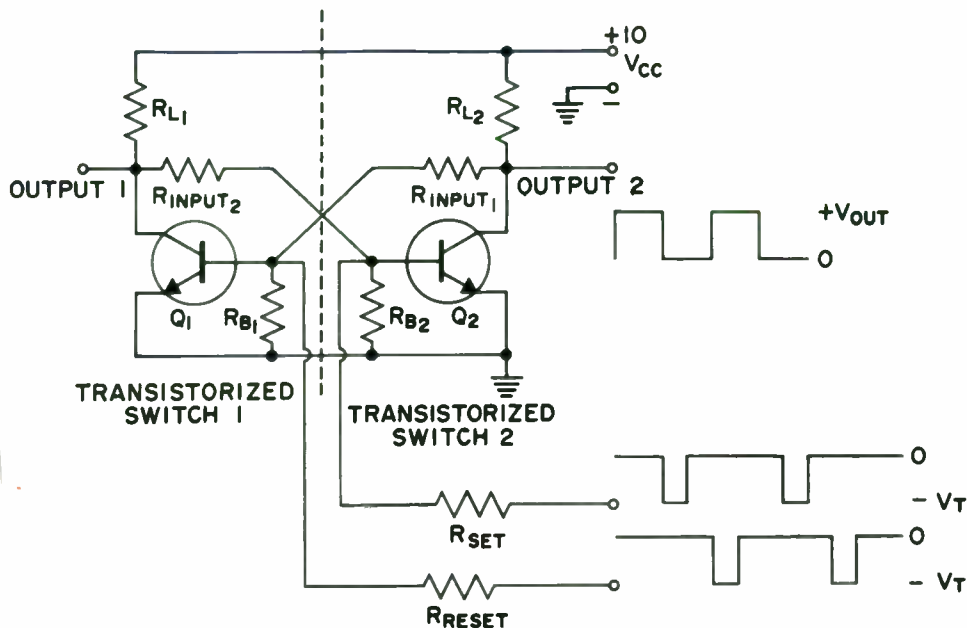 +10
VCC
–
RL1
RL2
OUTPUT 1
RINPUT2
RINPUT1
OUTPUT 2
+VOUT
0
Q1
RB1
RB2
Q2
TRANSISTORIZED
SWITCH 1
TRANSISTORIZED
SWITCH 2
0
– VT
RSET
0
– VT
RRESET